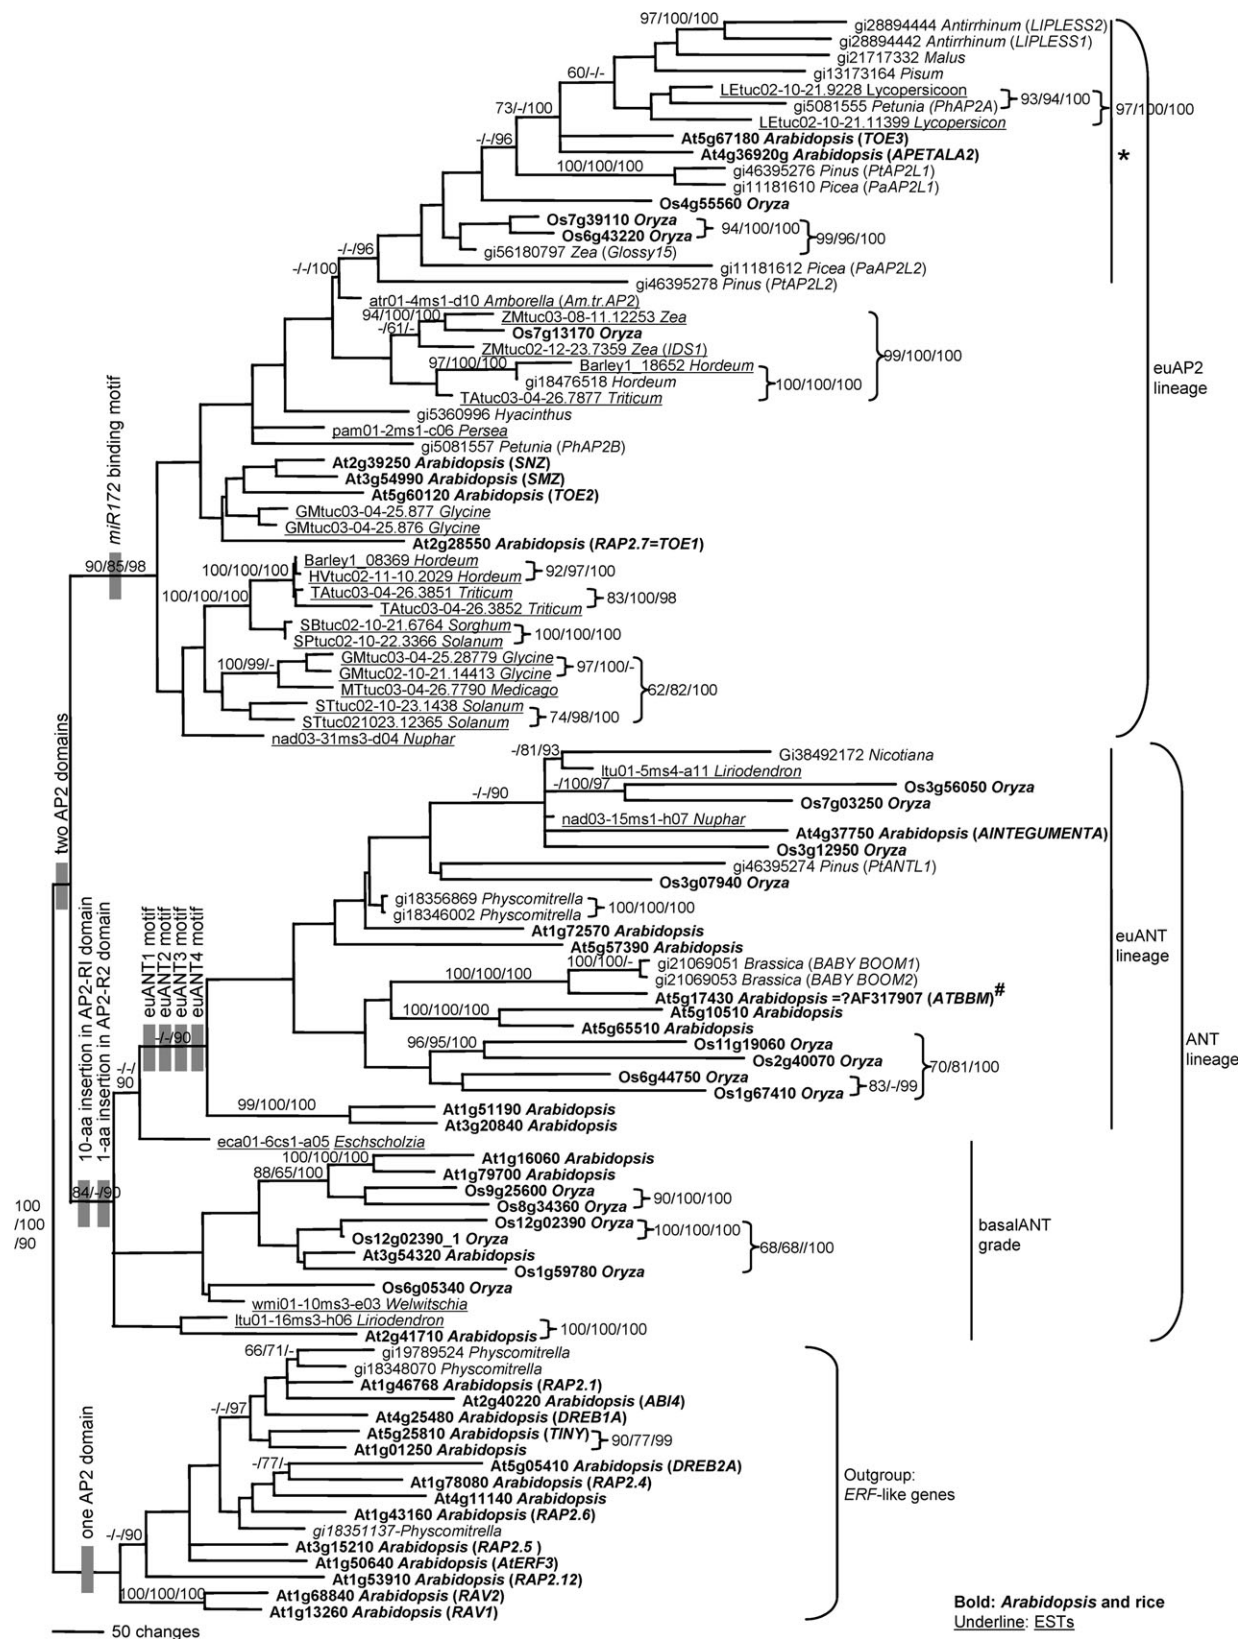 97/100/100
gi28894444 Antirrhinum (LIPLESS2)
gi28894442 Antirrhinum (LIPLESS1)
gi21717332 Malus
gi13173164 Pisum
60/-/-
LEtuc02-10-21.9228 Lycopersicoon
gi5081555 Petunia (PhAP2A)
93/94/100
97/100/100
LEtuc02-10-21.11399 Lycopersicon
73/-/100
At5g67180 Arabidopsis (TOE3)
-/-/96
At4g36920g Arabidopsis (APETALA2)
*
100/100/100
gi46395276 Pinus (PtAP2L1)
gi11181610 Picea (PaAP2L1)
Os4g55560 Oryza
Os7g39110 Oryza
Os6g43220 Oryza
94/100/100
99/96/100
-/-/96
gi56180797 Zea (Glossy15)
-/-/100
gi11181612 Picea (PaAP2L2)
gi46395278 Pinus (PtAP2L2)
atr01-4ms1-d10 Amborella (Am.tr.AP2)
94/100/100
ZMtuc03-08-11.12253 Zea
-/61/-
Os7g13170 Oryza
ZMtuc02-12-23.7359 Zea (IDS1)
99/100/100
97/100/100
Barley1_18652 Hordeum
gi18476518 Hordeum
100/100/100
TAtuc03-04-26.7877 Triticum
euAP2
lineage
gi5360996 Hyacinthus
pam01-2ms1-c06 Persea
gi5081557 Petunia (PhAP2B)
At2g39250 Arabidopsis (SNZ)
At3g54990 Arabidopsis (SMZ)
At5g60120 Arabidopsis (TOE2)
GMtuc03-04-25.877 Glycine
GMtuc03-04-25.876 Glycine
At2g28550 Arabidopsis (RAP2.7=TOE1)
miR172 binding motif
90/85/98
100/100/100
Barley1_08369 Hordeum
HVtuc02-11-10.2029 Hordeum
92/97/100
100/100/100
TAtuc03-04-26.3851 Triticum
83/100/98
TAtuc03-04-26.3852 Triticum
SBtuc02-10-21.6764 Sorghum
100/100/100
SPtuc02-10-22.3366 Solanum
100/99/-
GMtuc03-04-25.28779 Glycine
97/100/-
GMtuc02-10-21.14413 Glycine
MTtuc03-04-26.7790 Medicago
62/82/100
STtuc02-10-23.1438 Solanum
74/98/100
STtuc021023.12365 Solanum
nad03-31ms3-d04 Nuphar
two AP2 domains
-/81/93
Gi38492172 Nicotiana
ltu01-5ms4-a11 Liriodendron
-/100/97
Os3g56050 Oryza
-/-/90
Os7g03250 Oryza
nad03-15ms1-h07 Nuphar
At4g37750 Arabidopsis (AINTEGUMENTA)
Os3g12950 Oryza
gi46395274 Pinus (PtANTL1)
Os3g07940 Oryza
gi18356869 Physcomitrella
gi18346002 Physcomitrella
100/100/100
At1g72570 Arabidopsis
At5g57390 Arabidopsis
euANT
lineage
100/100/-
gi21069051 Brassica (BABY BOOM1)
100/100/100
gi21069053 Brassica (BABY BOOM2)
At5g17430 Arabidopsis =?AF317907 (ATBBM)#
100/100/100
At5g10510 Arabidopsis
At5g65510 Arabidopsis
96/95/100
Os11g19060 Oryza
Os2g40070 Oryza
70/81/100
Os6g44750 Oryza
83/-/99
Os1g67410 Oryza
ANT
lineage
10-aa insertion in AP2-RI domain
1-aa insertion in AP2-R2 domain
euANT1 motif
euANT2 motif
euANT3 motif
euANT4 motif
-/-/90
-/-/
90
99/100/100
At1g51190 Arabidopsis
At3g20840 Arabidopsis
eca01-6cs1-a05 Eschscholzia
84/-/90
100/100/100
At1g16060 Arabidopsis
88/65/100
At1g79700 Arabidopsis
Os9g25600 Oryza
90/100/100
Os8g34360 Oryza
Os12g02390 Oryza
100/100/100
Os12g02390_1 Oryza
68/68//100
At3g54320 Arabidopsis
Os1g59780 Oryza
basalANT
grade
100
/100
/90
Os6g05340 Oryza
wmi01-10ms3-e03 Welwitschia
ltu01-16ms3-h06 Liriodendron
100/100/100
At2g41710 Arabidopsis
66/71/-
gi19789524 Physcomitrella
gi18348070 Physcomitrella
At1g46768 Arabidopsis (RAP2.1)
At2g40220 Arabidopsis (ABI4)
-/-/97
At4g25480 Arabidopsis (DREB1A)
At5g25810 Arabidopsis (TINY)
90/77/99
At1g01250 Arabidopsis
-/77/-
At5g05410 Arabidopsis (DREB2A)
At1g78080 Arabidopsis (RAP2.4)
At4g11140 Arabidopsis
At1g43160 Arabidopsis (RAP2.6)
gi18351137-Physcomitrella
Outgroup:
ERF-like genes
one AP2 domain
-/-/90
At3g15210 Arabidopsis (RAP2.5 )
At1g50640 Arabidopsis (AtERF3)
At1g53910 Arabidopsis (RAP2.12)
100/100/100
At1g68840 Arabidopsis (RAV2)
At1g13260 Arabidopsis (RAV1)
50 changes
Bold: Arabidopsis and rice
Underline: ESTs